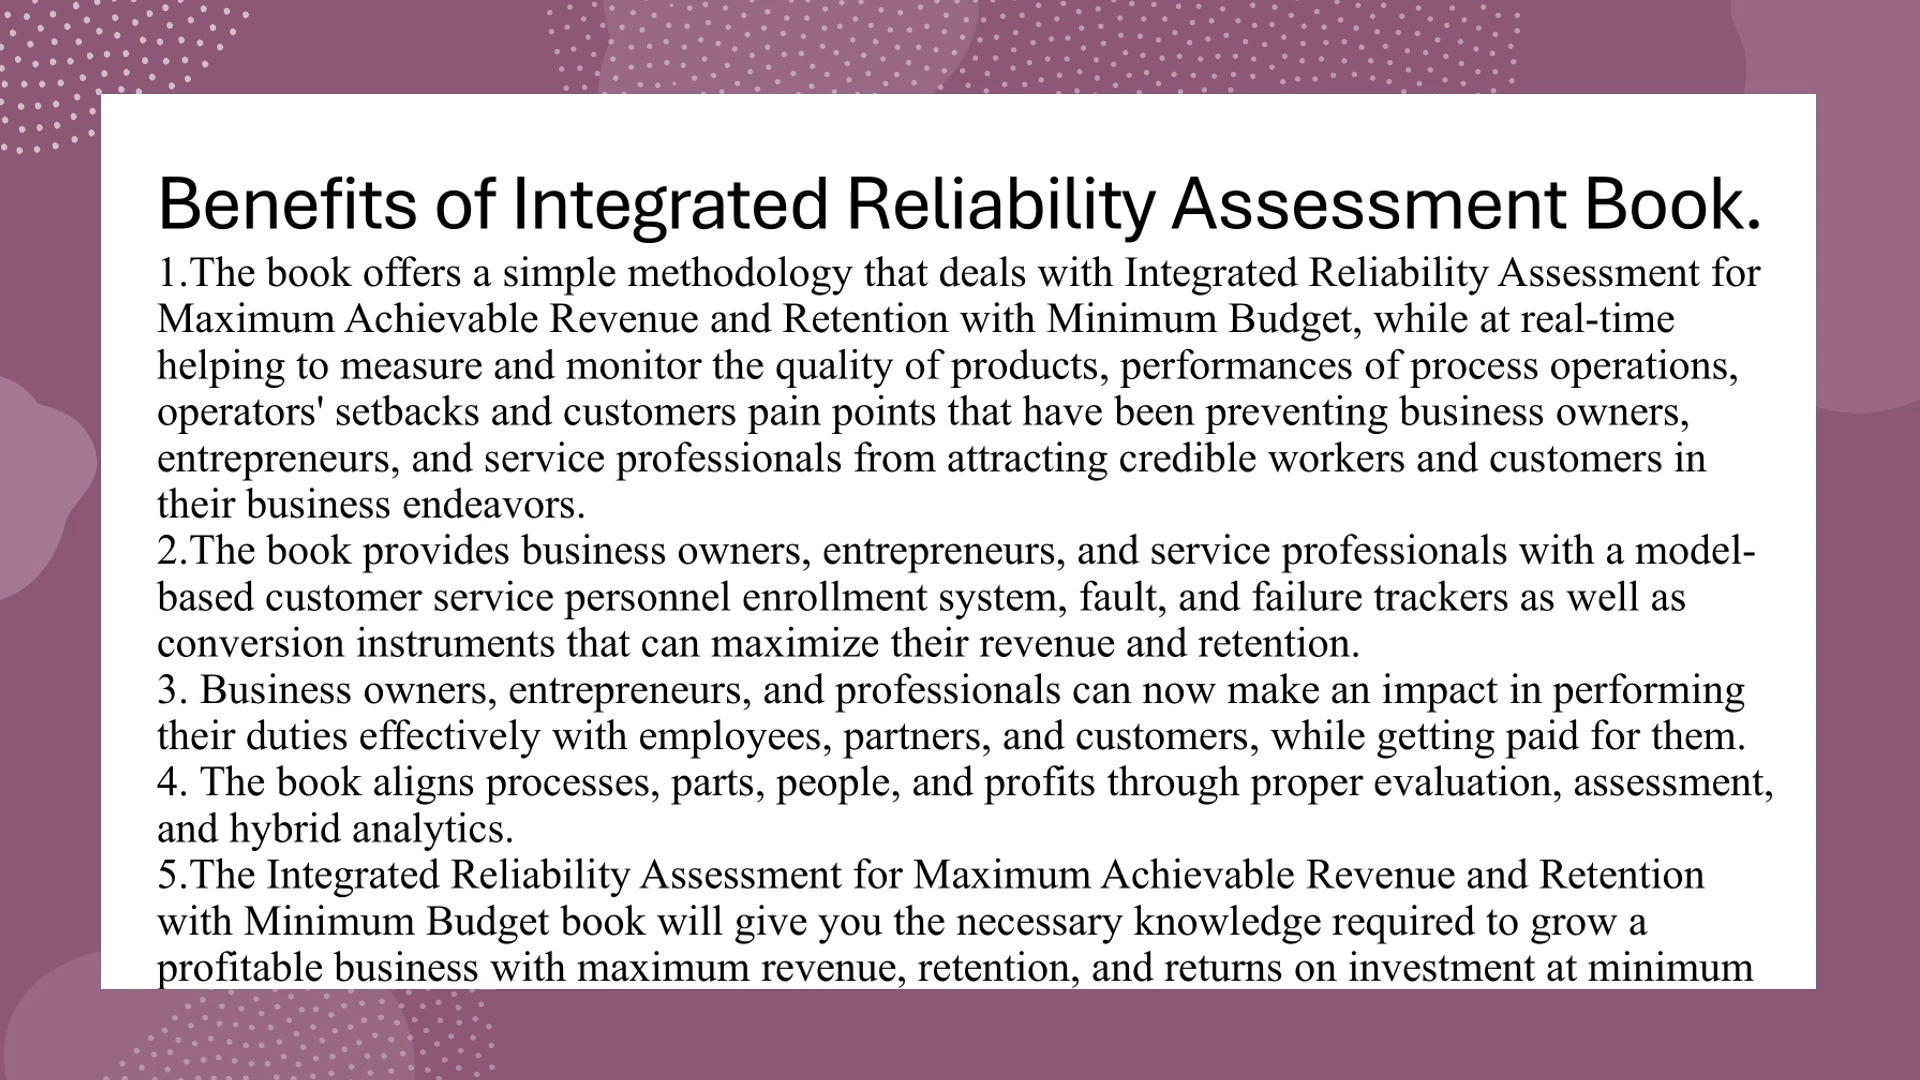 Benefits of Integrated Reliability Assessment Book.
1.The book offers a simple methodology that deals with Integrated Reliability Assessment for
Maximum Achievable Revenue and Retention with Minimum Budget, while at real-time
helping to measure and monitor the quality of products, performances of process operations,
operators' setbacks and customers pain points that have been preventing business owners,
entrepreneurs, and service professionals from attracting credible workers and customers in
their business endeavors.
2.The book provides business owners, entrepreneurs, and service professionals with a model-
based customer service personnel enrollment system, fault, and failure trackers as well as
conversion instruments that can maximize their revenue and retention.
3. Business owners, entrepreneurs, and professionals can now make an impact in performing
their duties effectively with employees, partners, and customers, while getting paid for them.
4. The book aligns processes, parts, people, and profits through proper evaluation, assessment,
and hybrid analytics.
5.The Integrated Reliability Assessment for Maximum Achievable Revenue and Retention
with Minimum Budget book will give you the necessary knowledge required to grow a
profitable business with maximum revenue, retention, and returns on investment at minimum